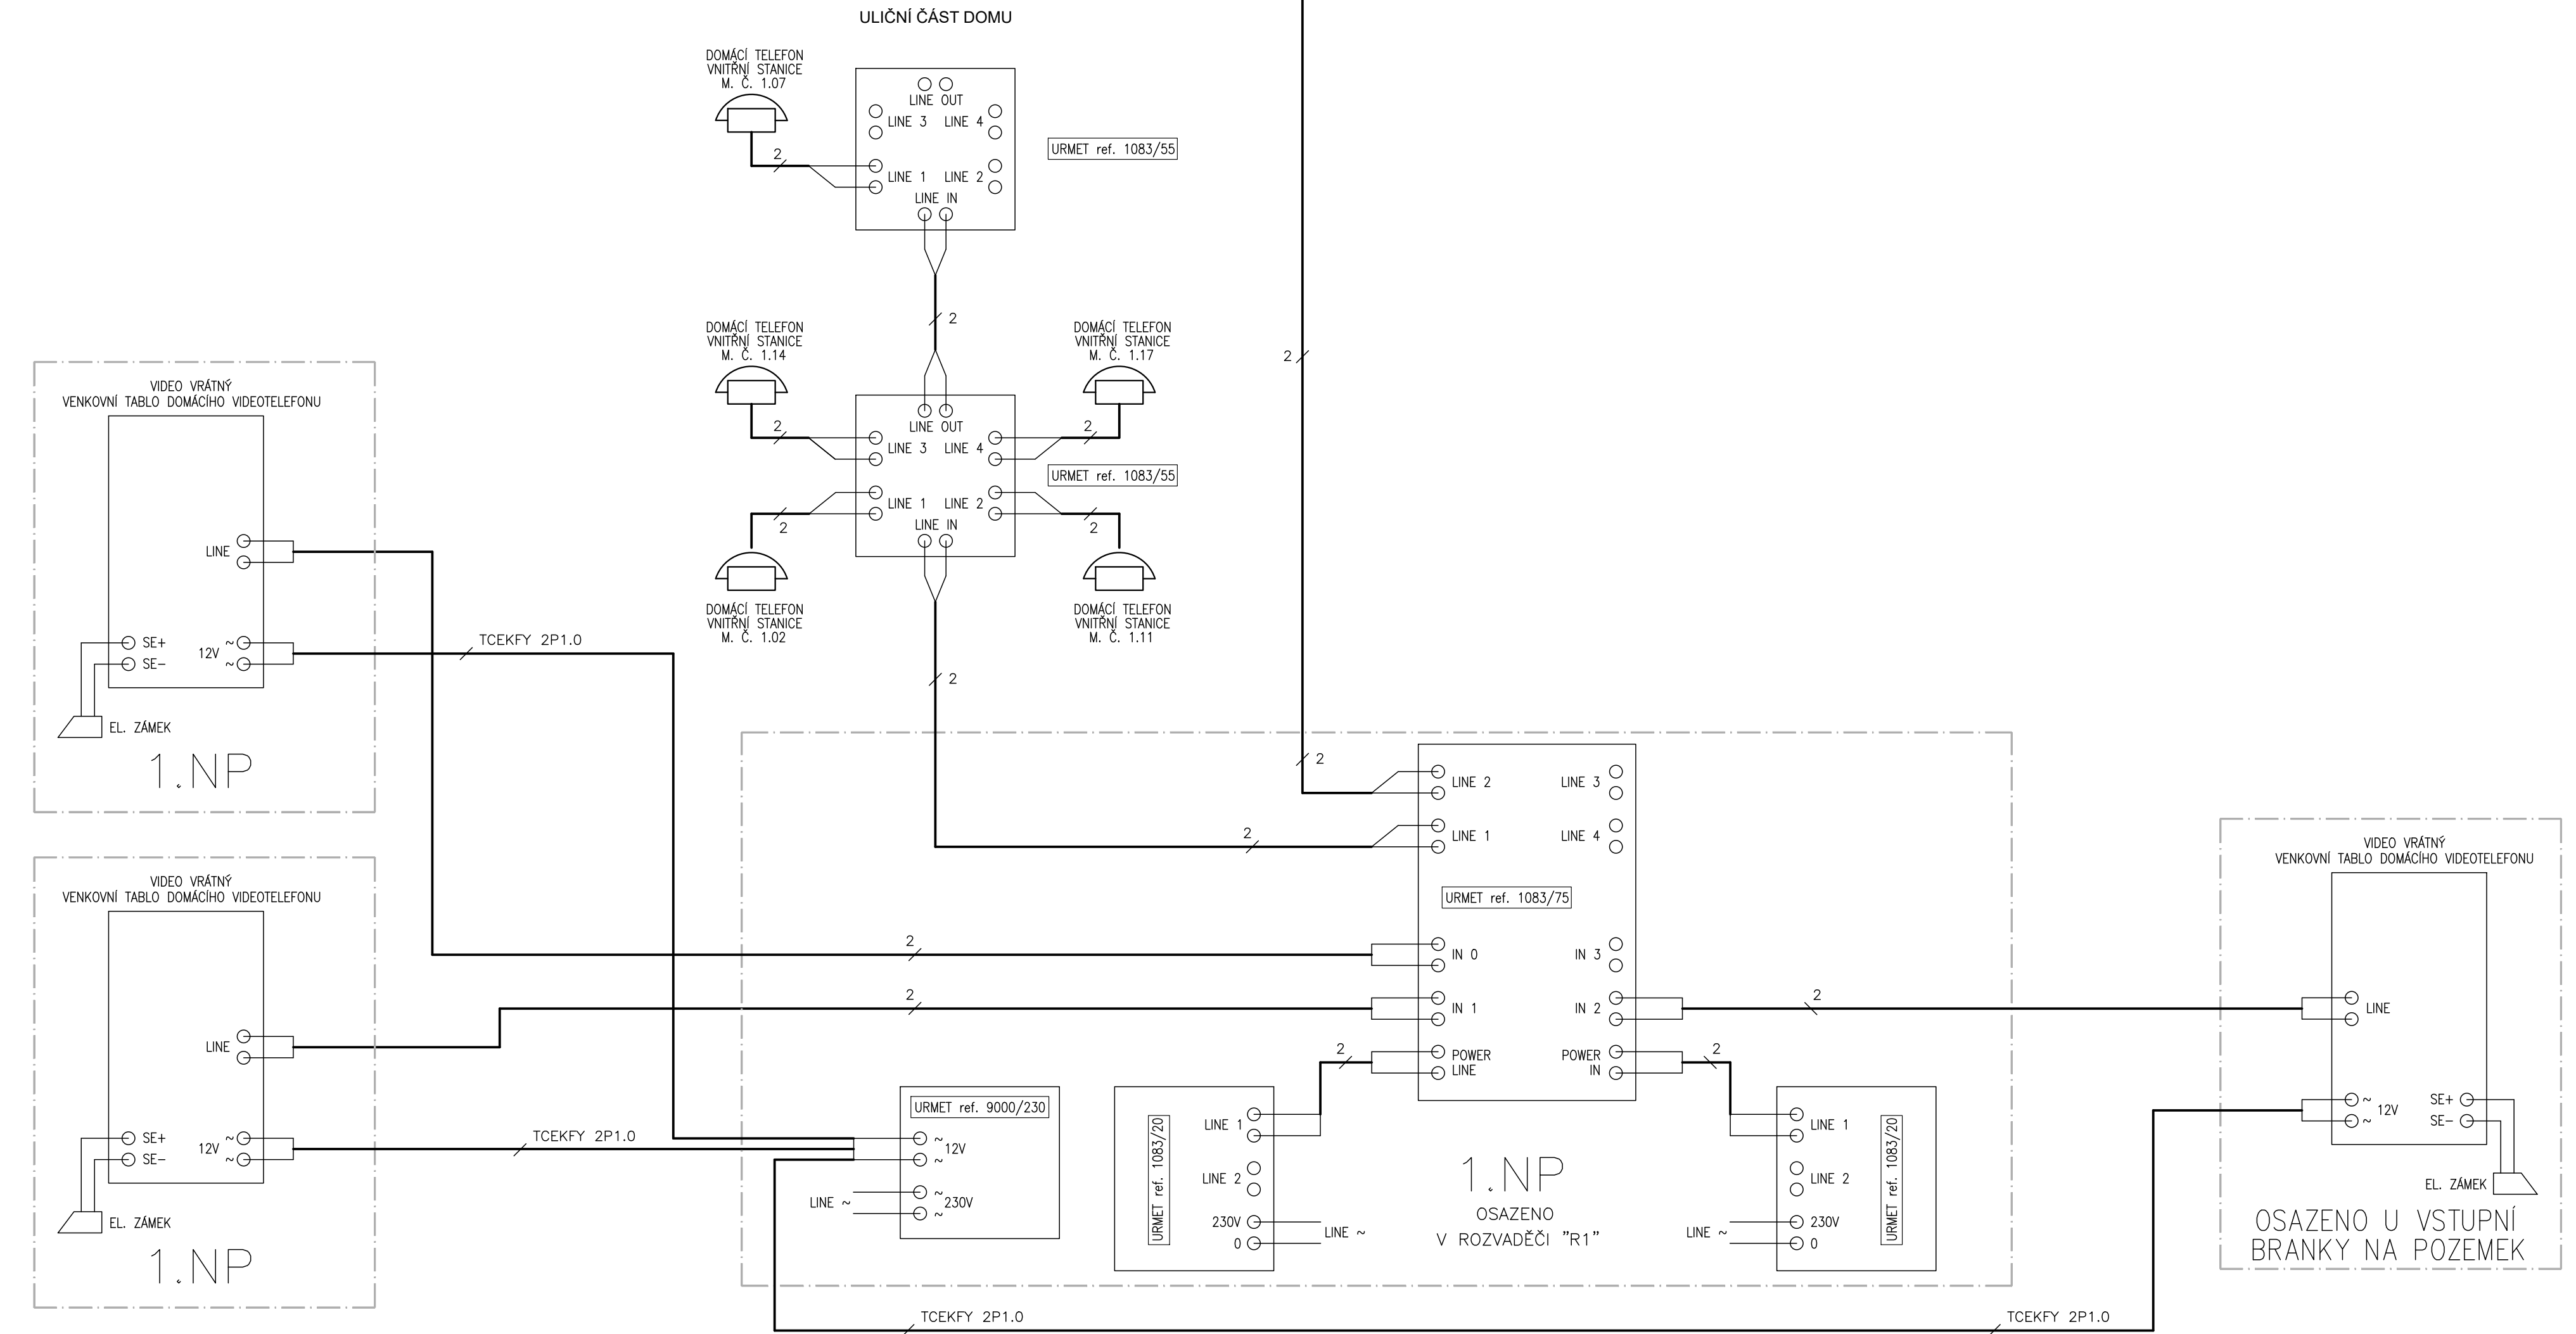 ULIČNÍ ČÁST DOMU
DOMÁCÍ TELEFON
VNITŘNÍ STANICE
M. Č. 1.07
2
LINE OUT
LINE 3 LINE 4
LINE 1 LINE 2
LINE IN
URMET ref. 1083/55
2
DOMÁCÍ TELEFON
VNITŘNÍ STANICE
M. Č. 1.14
2
DOMÁCÍ TELEFON
VNITŘNÍ STANICE
M. Č. 1.17
2
2
LINE OUT
LINE 3 LINE 4
LINE 1 LINE 2
LINE IN
URMET ref. 1083/55
2
DOMÁCÍ TELEFON
VNITŘNÍ STANICE
M. Č. 1.02
2
DOMÁCÍ TELEFON
VNITŘNÍ STANICE
M. Č. 1.11
2
VIDEO VRÁTNÝ
VENKOVNÍ TABLO DOMÁCÍHO VIDEOTELEFONU
LINE
SE+
SE-
12V
~
~
EL. ZÁMEK
1.NP
TCEKFY 2P1.0
VIDEO VRÁTNÝ
VENKOVNÍ TABLO DOMÁCÍHO VIDEOTELEFONU
LINE
SE+
SE-
12V
~
~
EL. ZÁMEK
1.NP
TCEKFY 2P1.0
2
2
2
2
2
LINE 2 LINE 3
LINE 1 LINE 4
URMET ref. 1083/75
IN 0 IN 3
IN 1 IN 2
POWER
LINE
POWER
IN
2
2
2
URMET ref. 9000/230
~
12V
~
~
230V
~
LINE ~
URMET ref. 1083/20
LINE 1
LINE 2
230V
0
LINE ~
1.NP
OSAZENO
V ROZVADĚČI "R1"
LINE 1
LINE 2
230V
0
LINE ~
URMET ref. 1083/20
VIDEO VRÁTNÝ
VENKOVNÍ TABLO DOMÁCÍHO VIDEOTELEFONU
LINE
~
~
12V
SE+
SE-
EL. ZÁMEK
OSAZENO U VSTUPNÍ
BRANKY NA POZEMEK
TCEKFY 2P1.0
TCEKFY 2P1.0